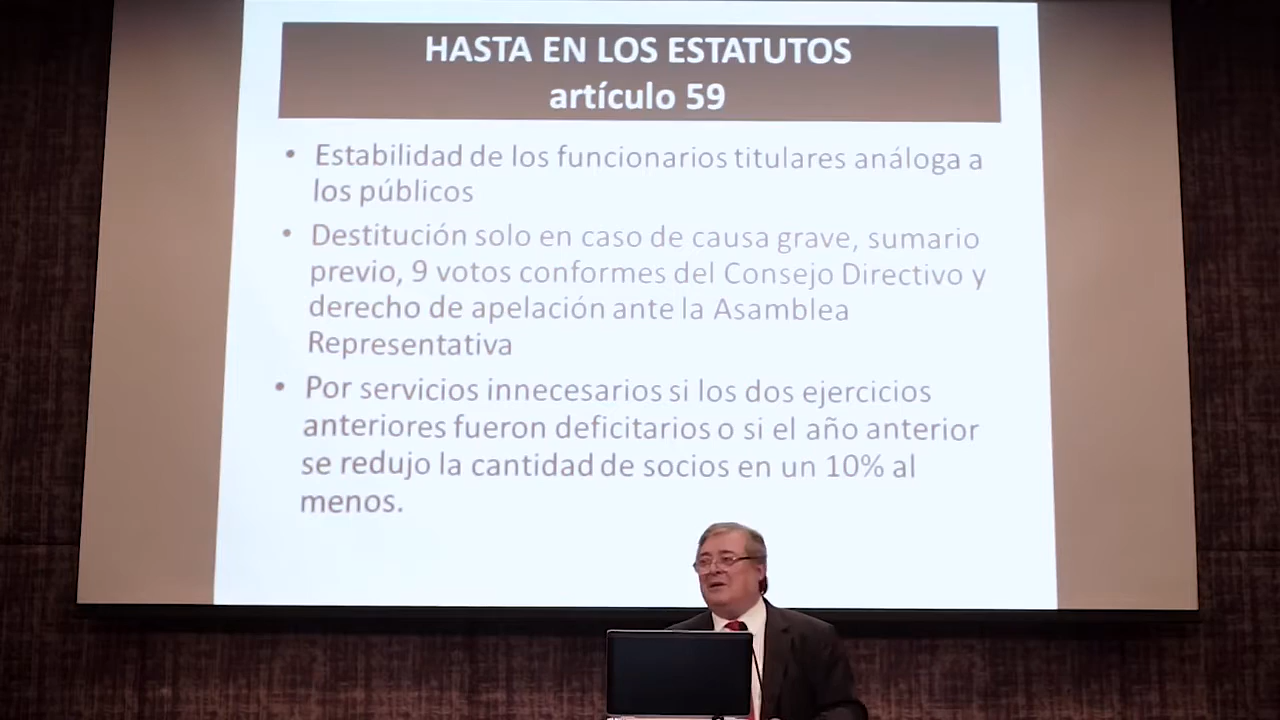 HASTA EN LOS ESTATUTOS
artículo 59
• Estabilidad de los funcionarios titulares análoga a
los públicos
• Destitución solo en caso de causa grave, sumario
previo, 9 votos conformes del Consejo Directivo y
derecho de apelación ante la Asamblea
Representativa
• Por servicios innecesarios si los dos ejercicios
anteriores fueron deficitarios o si el año anterior
se redujo la cantidad de socios en un 10% al
menos.